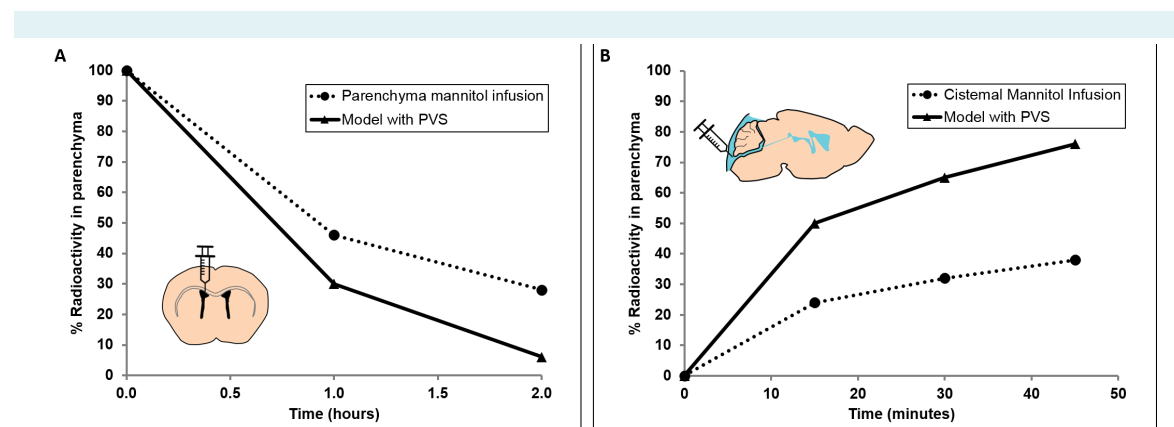 A
% Radioactivity in parenchyma
100
90
80
70
60
50
40
30
20
10
0
Parenchyma mannitol infusion
Model with PVS
0.0 0.5 1.0 1.5 2.0
Time (hours)
B
% Radioactivity in parenchyma
100
90
80
70
60
50
40
30
20
10
0
Cistemal Mannitol Infusion
Model with PVS
0 10 20 30 40 50
Time (minutes)